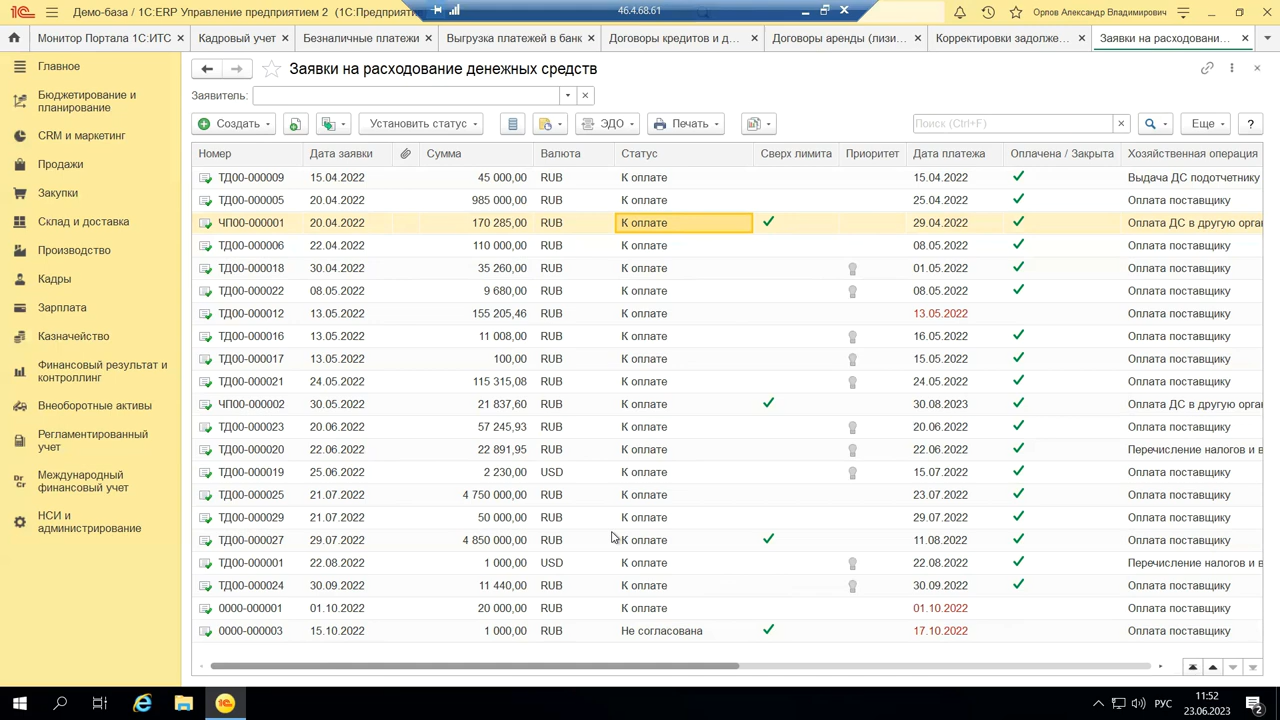 1С Демо-база / 1С:ERP Управление предприятием 2 (1С:Предприятие
46.4.68.61
Орлов Александр Владимирович
Монитор Портала 1С:ИТС × Кадровый учет × Безналичные платежи × Выгрузка платежей в банк × Договоры кредитов и д... × Договоры аренды (лизи... × Корректировки задолже... × Заявки на расходовани... ×
Главное
Бюджетирование и планирование
CRM и маркетинг
Продажи
Закупки
Склад и доставка
Производство
Кадры
Зарплата
Казначейство
Финансовый результат и контроллинг
Внеоборотные активы
Регламентированный учет
Международный финансовый учет
НСИ и администрирование
Заявки на расходование денежных средств
Заявитель:
Создать Установить статус ЭДО Печать Поиск (Ctrl+F) × Еще ?
Номер Дата заявки Сумма Валюта Статус Сверх лимита Приоритет Дата платежа Оплачена / Закрыта Хозяйственная операция
ТД00-000009 15.04.2022 45 000,00 RUB К оплате 15.04.2022 Выдача ДС подотчетнику
ТД00-000005 20.04.2022 985 000,00 RUB К оплате 25.04.2022 Оплата поставщику
ЧП00-000001 20.04.2022 170 285,00 RUB К оплате 29.04.2022 Оплата ДС в другую орга
ТД00-000006 22.04.2022 110 000,00 RUB К оплате 08.05.2022 Оплата поставщику
ТД00-000018 30.04.2022 35 260,00 RUB К оплате 01.05.2022 Оплата поставщику
ТД00-000022 08.05.2022 9 680,00 RUB К оплате 08.05.2022 Оплата поставщику
ТД00-000012 13.05.2022 155 205,46 RUB К оплате 13.05.2022 Оплата поставщику
ТД00-000016 13.05.2022 11 008,00 RUB К оплате 16.05.2022 Оплата поставщику
ТД00-000017 13.05.2022 100,00 RUB К оплате 15.05.2022 Оплата поставщику
ТД00-000021 24.05.2022 115 315,08 RUB К оплате 24.05.2022 Оплата поставщику
ЧП00-000002 30.05.2022 21 837,60 RUB К оплате 30.08.2023 Оплата ДС в другую орга
ТД00-000023 20.06.2022 57 245,93 RUB К оплате 20.06.2022 Оплата поставщику
ТД00-000020 22.06.2022 22 891,95 RUB К оплате 22.06.2022 Перечисление налогов и в
ТД00-000019 25.06.2022 2 230,00 USD К оплате 15.07.2022 Оплата поставщику
ТД00-000025 21.07.2022 4 750 000,00 RUB К оплате 23.07.2022 Оплата поставщику
ТД00-000029 21.07.2022 50 000,00 RUB К оплате 29.07.2022 Оплата поставщику
ТД00-000027 29.07.2022 4 850 000,00 RUB К оплате 11.08.2022 Оплата поставщику
ТД00-000001 22.08.2022 1 000,00 USD К оплате 22.08.2022 Перечисление налогов и в
ТД00-000024 30.09.2022 11 440,00 RUB К оплате 30.09.2022 Оплата поставщику
0000-000001 01.10.2022 20 000,00 RUB К оплате 01.10.2022 Оплата поставщику
0000-000003 15.10.2022 1 000,00 RUB Не согласована 17.10.2022 Оплата поставщику
РУС
11:52
23.06.2023
2